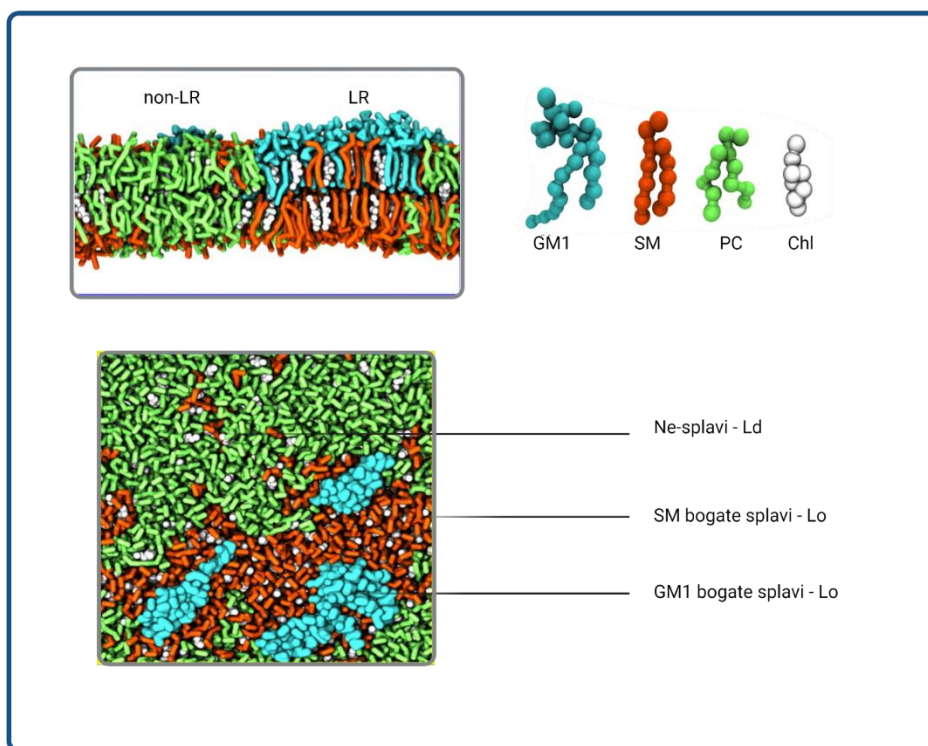 non-LR LR
GM1 SM PC Chl
Ne-splavi - Ld
SM bogate splavi - Lo
GM1 bogate splavi - Lo